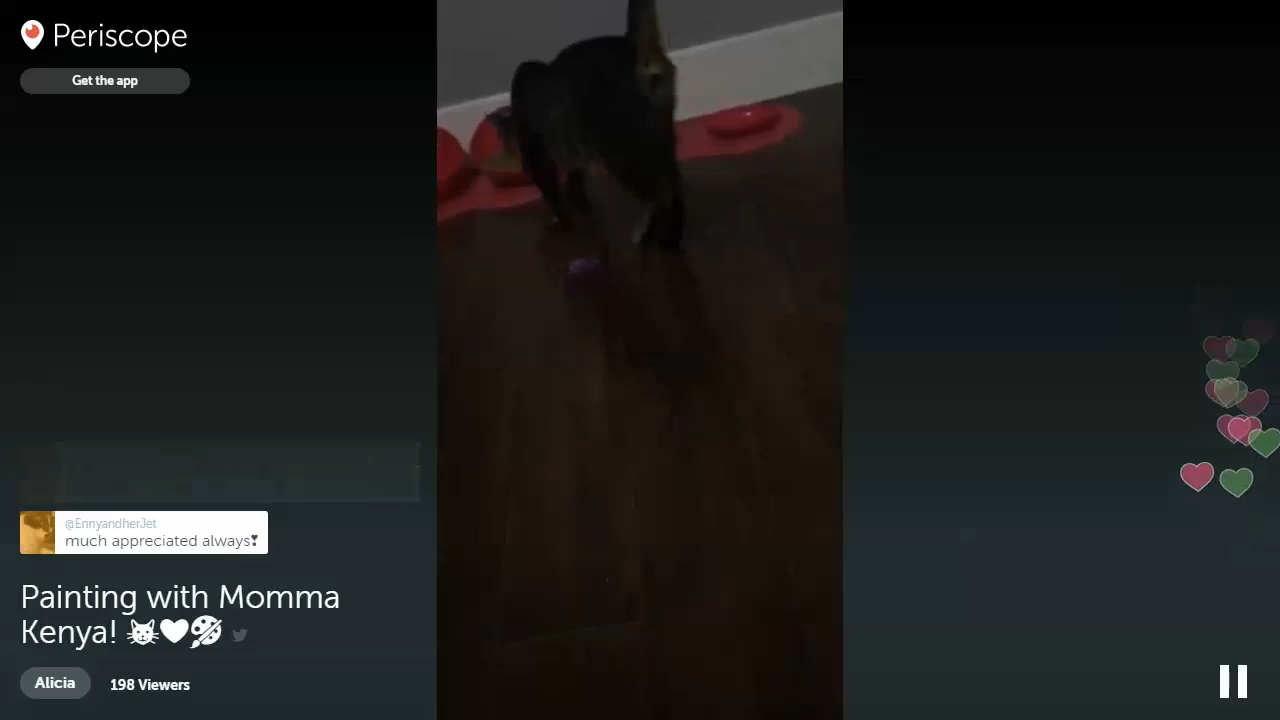 Periscope
Get the app
@EnnyandherJet
much appreciated always❣
Painting with Momma
Kenya! 🐱❤🎨
Alicia
198 Viewers